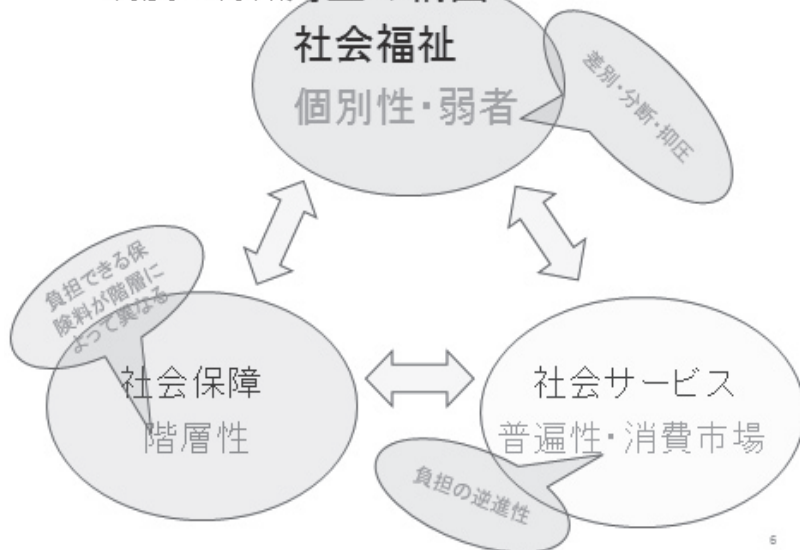 社会福祉
個別性・弱者
差別・分断・抑圧
負担できる保
険料が階層に
よって異なる
社会保障
階層性
社会サービス
普遍性・消費市場
負担の逆進性
6